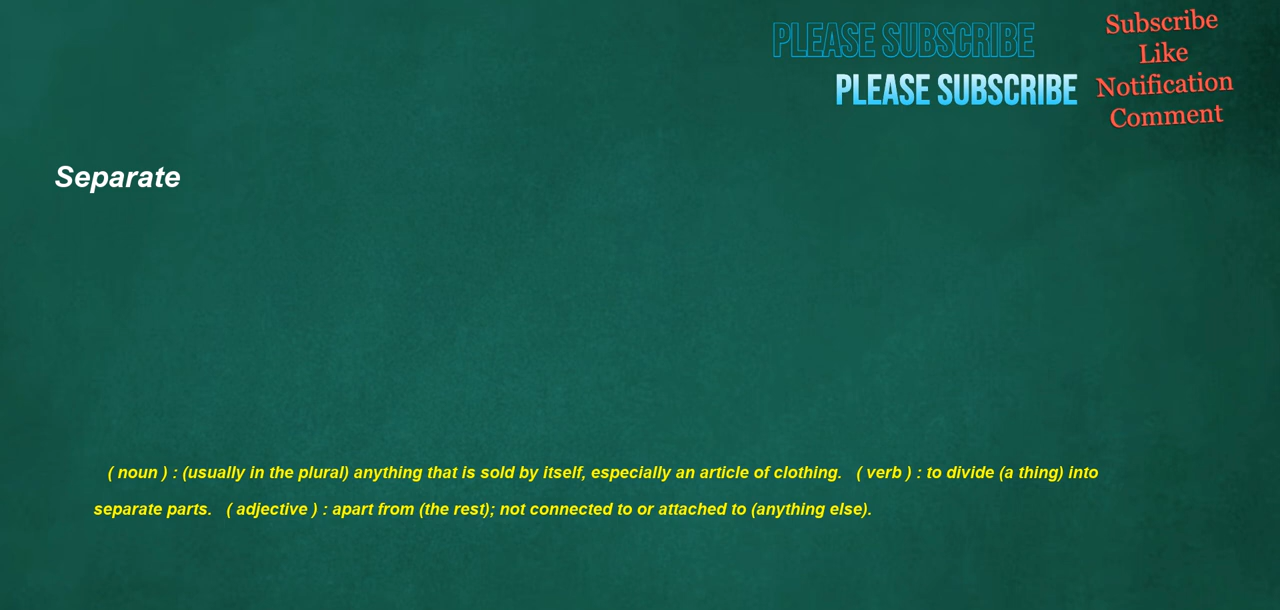 PLEASE SUBSCRIBE
PLEASE SUBSCRIBE
Subscribe
Like
Notification
Comment
Separate
( noun ) : (usually in the plural) anything that is sold by itself, especially an article of clothing. ( verb ) : to divide (a thing) into
separate parts. ( adjective ) : apart from (the rest); not connected to or attached to (anything else).